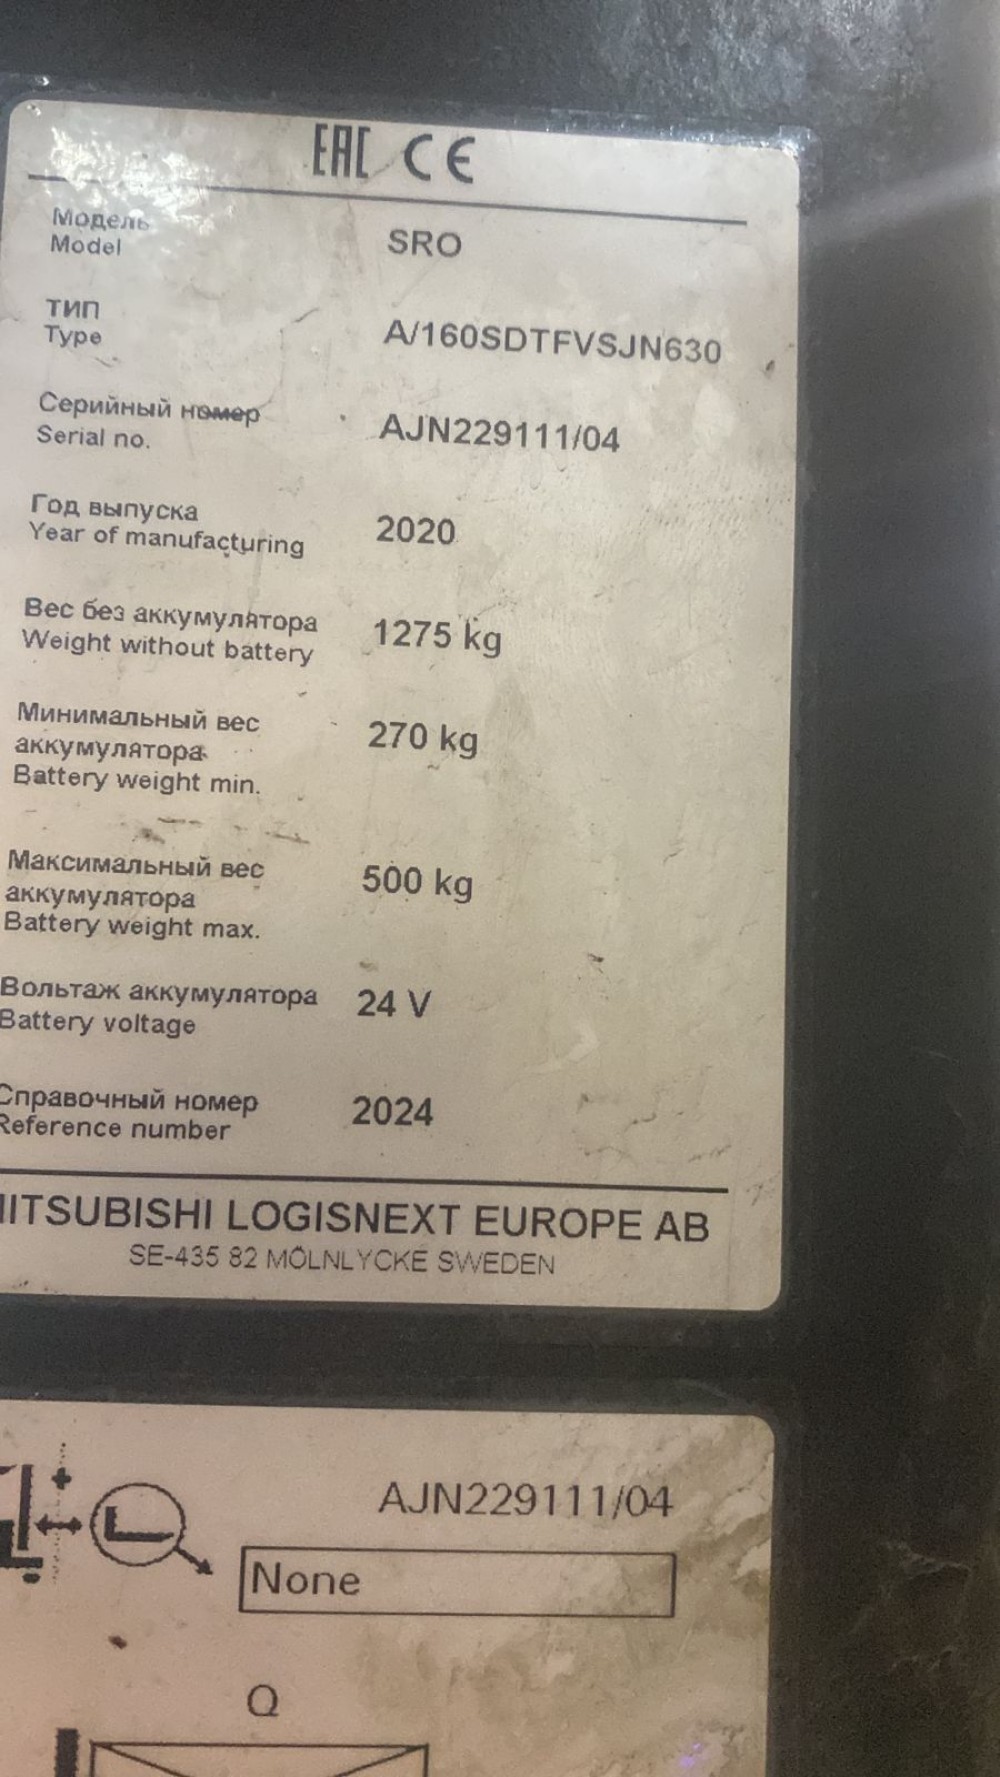 EAC CE
Модель
Model
SRO
ТИП
Type
A/160SDTFVSJN630
Серийный номер
Serial no.
AJN229111/04
Год выпуска
Year of manufacturing
2020
Вес без аккумулятора
Weight without battery
1275 kg
Минимальный вес
аккумулятора
Battery weight min.
270 kg
Максимальный вес
аккумулятора
Battery weight max.
500 kg
Вольтаж аккумулятора
Battery voltage
24 V
Справочный номер
Reference number
2024
MITSUBISHI LOGISNEXT EUROPE AB
SE-435 82 MÖLNLYCKE SWEDEN
AJN229111/04
None
Q